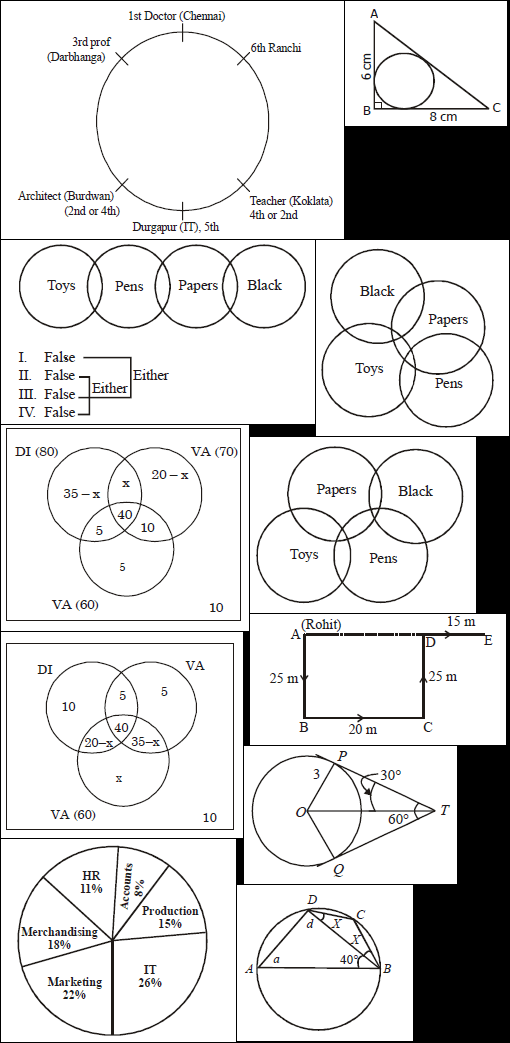 1st Doctor (Chennai)
3rd prof
(Darbhanga)
6th Ranchi
Architect (Burdwan)
(2nd or 4th)
Teacher (Koklata)
4th or 2nd
Durgapur (IT), 5th
A
6 cm
B
8 cm
C
Toys Pens Papers Black
I. False
II. False
III. False
IV. False
Either
Either
Black
Papers
Toys
Pens
DI (80)
VA (70)
x
20 – x
35 – x
40
5
10
5
VA (60)
10
Papers
Black
Toys
Pens
(Rohit)
A
15 m
D
E
25 m
25 m
B
20 m
C
DI
VA
10
5
5
40
20–x
35–x
x
VA (60)
10
P
3
30°
O
60°
T
Q
HR
11%
Accounts
8%
Production
15%
Merchandising
18%
IT
26%
Marketing
22%
D
C
d
X
X
A
a
40°
B